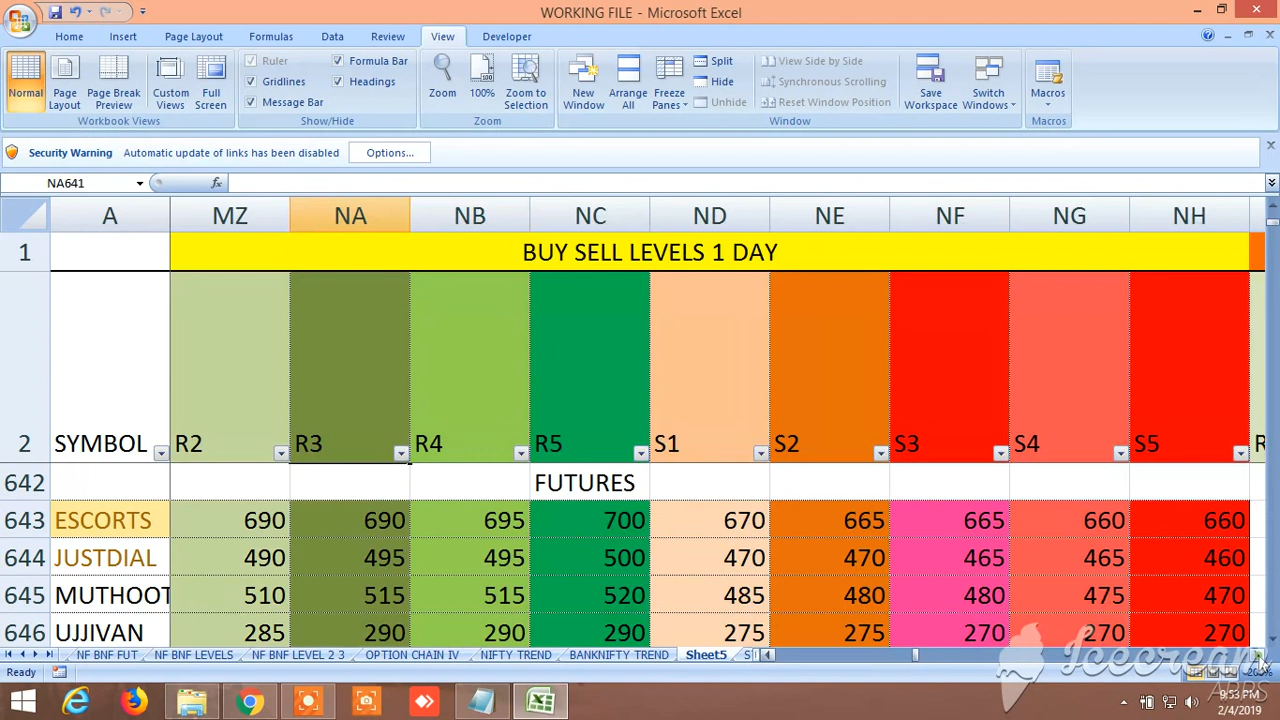 WORKING FILE - Microsoft Excel
Home Insert Page Layout Formulas Data Review View Developer
Normal
Page Layout
Page Break Preview
Custom Views
Full Screen
Workbook Views
Ruler
Gridlines
Message Bar
Formula Bar
Headings
Show/Hide
Zoom
100%
Zoom to Selection
Zoom
New Window
Arrange All
Freeze Panes
Split
Hide
Unhide
View Side by Side
Synchronous Scrolling
Reset Window Position
Window
Save Workspace
Switch Windows
Macros
Macros
Security Warning Automatic update of links has been disabled Options...
NA641 fx
A MZ NA NB NC ND NE NF NG NH
1 BUY SELL LEVELS 1 DAY
2 SYMBOL R2 R3 R4 R5 S1 S2 S3 S4 S5 R
642 FUTURES
643 ESCORTS 690 690 695 700 670 665 665 660 660
644 JUSTDIAL 490 495 495 500 470 470 465 465 460
645 MUTHOOT 510 515 515 520 485 480 480 475 470
646 UJJIVAN 285 290 290 290 275 275 270 270 270
NF BNF FUT NF BNF LEVELS NF BNF LEVEL 2 3 OPTION CHAIN IV NIFTY TREND BANKNIFTY TREND Sheet5 S
Ready 200%
Icecream
APPS
9:53 PM
2/4/2019